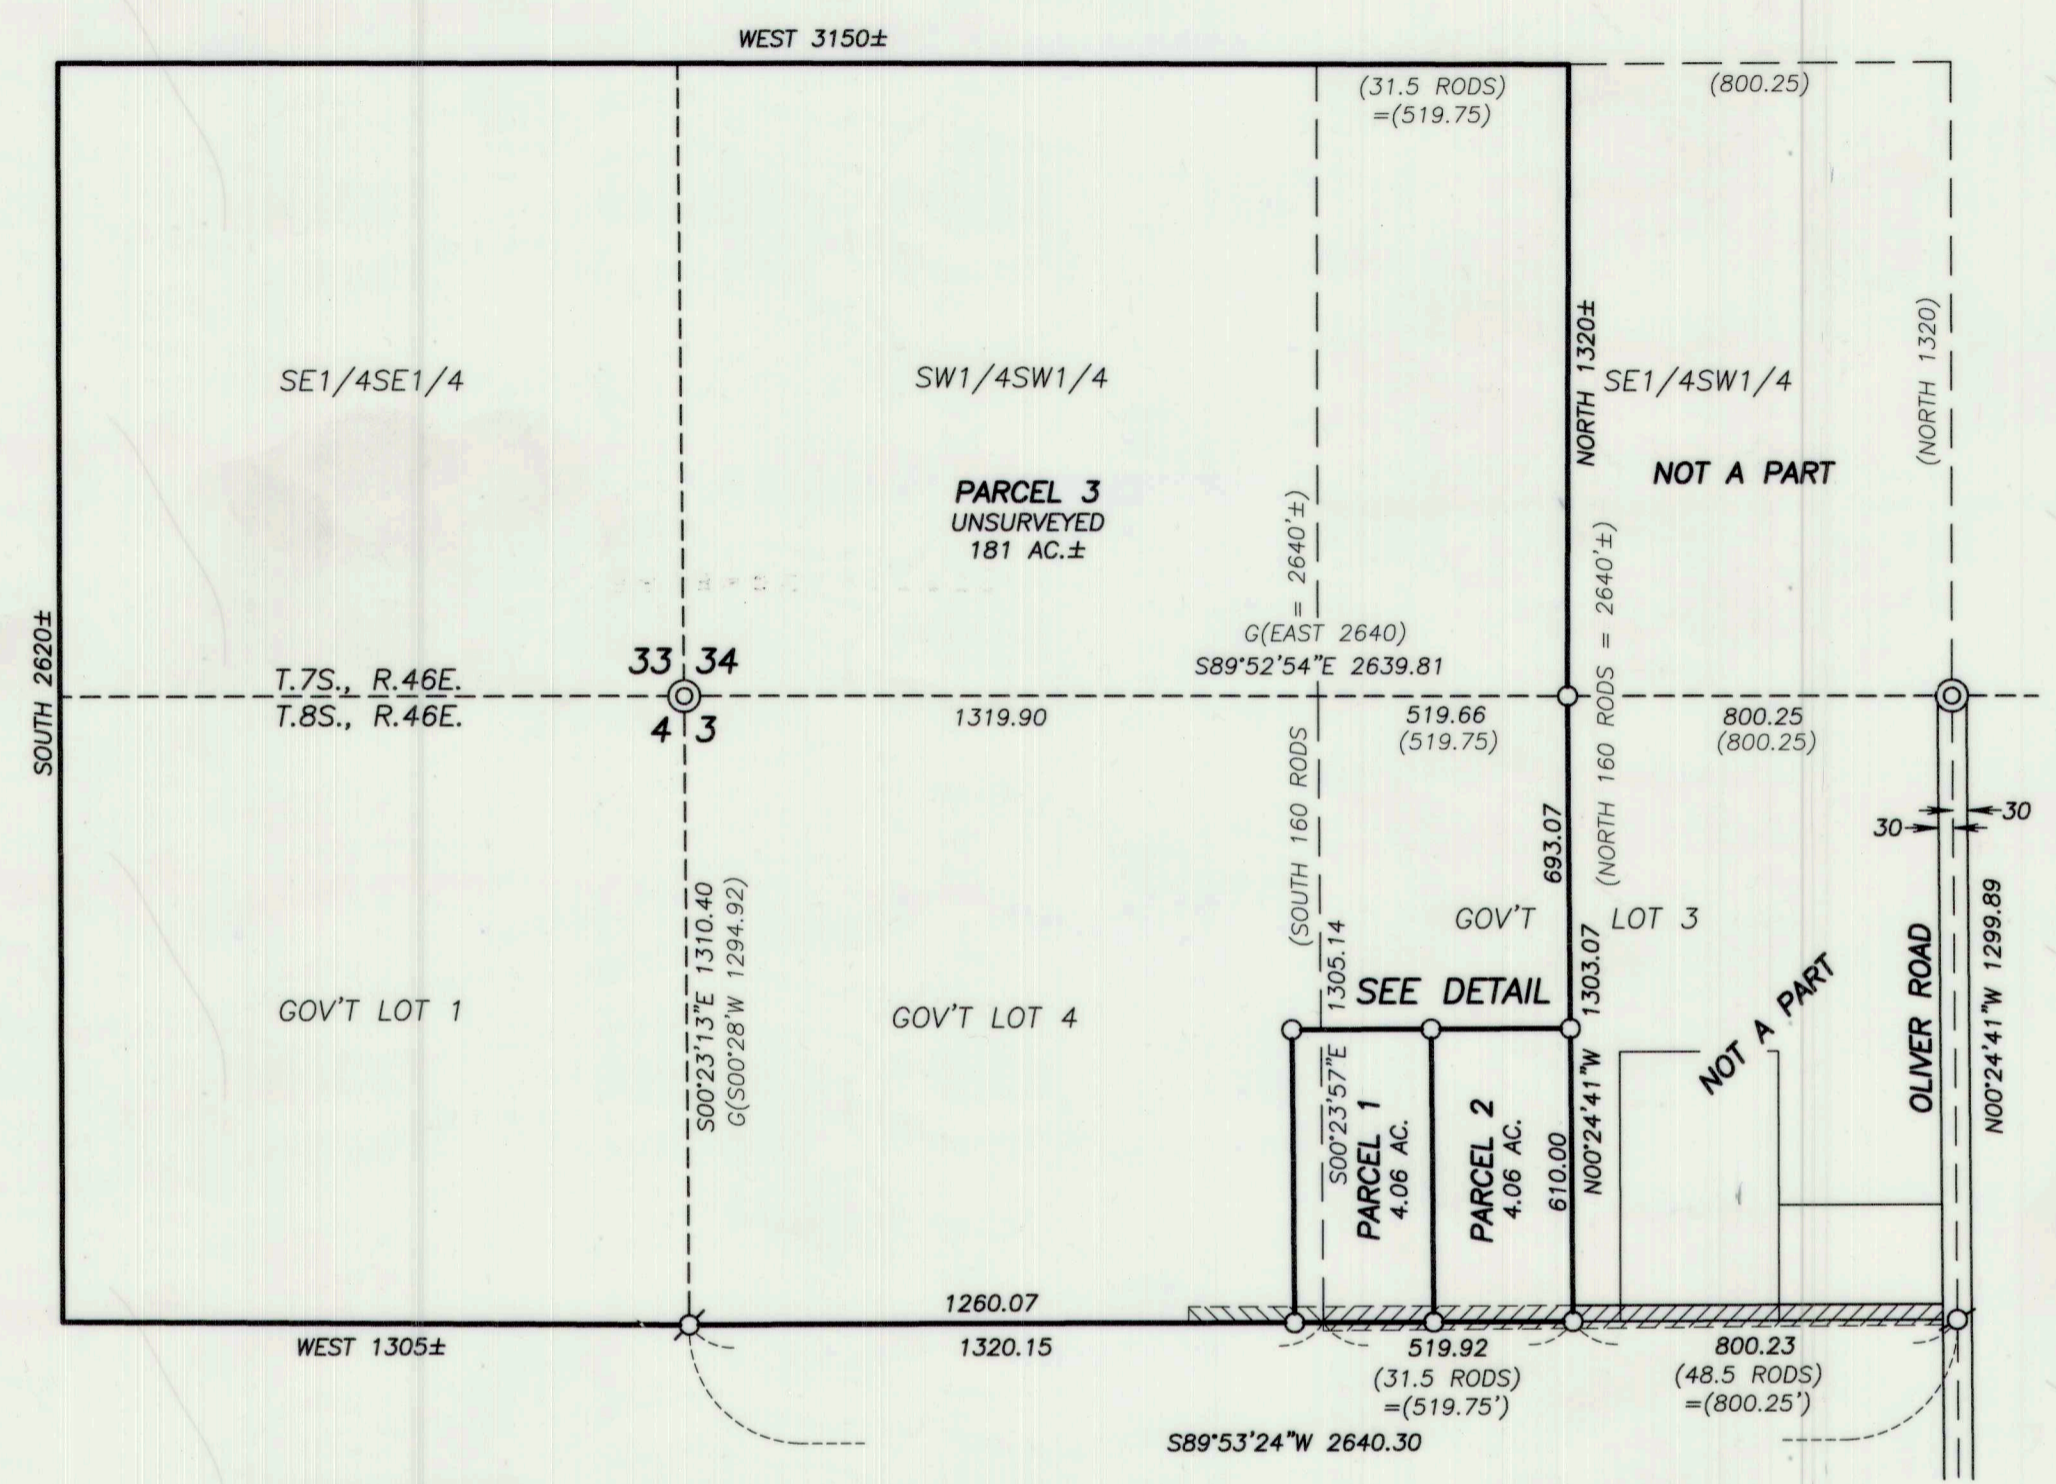 WEST 3150±
(31.5 RODS)
=(519.75)
(800.25)
NORTH 1320±
(NORTH 1320)
SE1/4SE1/4
SW1/4SW1/4
SE1/4SW1/4
NOT A PART
PARCEL 3
UNSURVEYED
181 AC.±
(SOUTH 160 RODS = 2640'±)
(NORTH 160 RODS = 2640'±)
SOUTH 2620±
G(EAST 2640)
S89°52'54"E 2639.81
33 34
T.7S., R.46E.
T.8S., R.46E.
4 3
1319.90
519.66
(519.75)
800.25
(800.25)
30
30
693.07
S00°23'13"E 1310.40
G(S00°28'W 1294.92)
GOV'T LOT 3
GOV'T LOT 1
GOV'T LOT 4
SEE DETAIL
S00°23'57"E 1305.14
N00°24'41"W 1303.07
NOT A PART
OLIVER ROAD
N00°24'41"W 1299.89
PARCEL 1
4.06 AC.
PARCEL 2
4.06 AC.
610.00
1260.07
WEST 1305±
1320.15
519.92
(31.5 RODS)
=(519.75')
800.23
(48.5 RODS)
=(800.25')
S89°53'24"W 2640.30